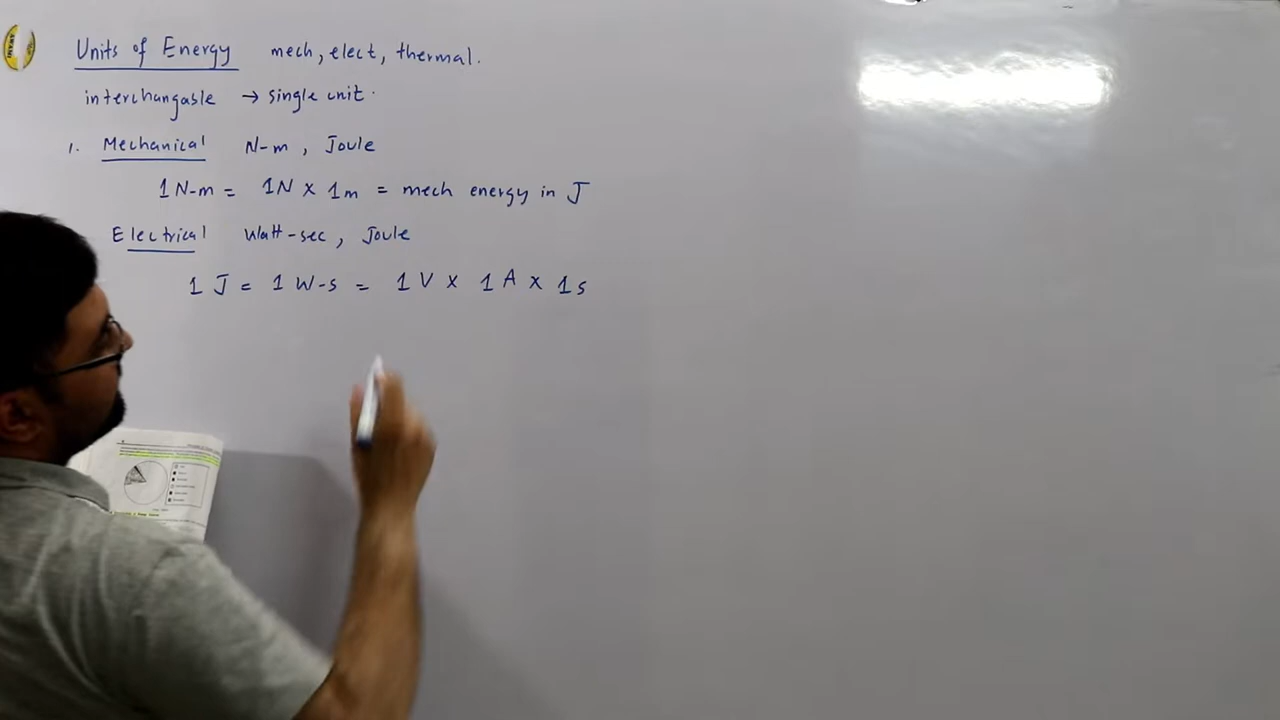 Units of Energy mech, elect, thermal.
interchangable → single unit.
1. Mechanical N-m, Joule
1 N-m = 1N x 1m = mech energy in J
Electrical Watt-sec, Joule
1 J = 1 W-s = 1 V x 1 A x 1s